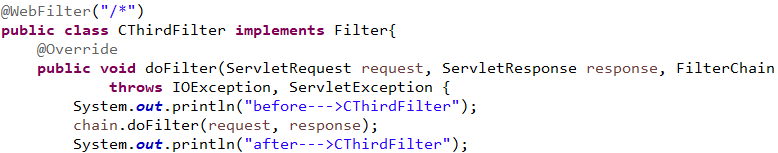 @WebFilter("/*")
public class CThirdFilter implements Filter{
@Override
public void doFilter(ServletRequest request, ServletResponse response, FilterChain
throws IOException, ServletException {
System.out.println("before--->CThirdFilter");
chain.doFilter(request, response);
System.out.println("after--->CThirdFilter");